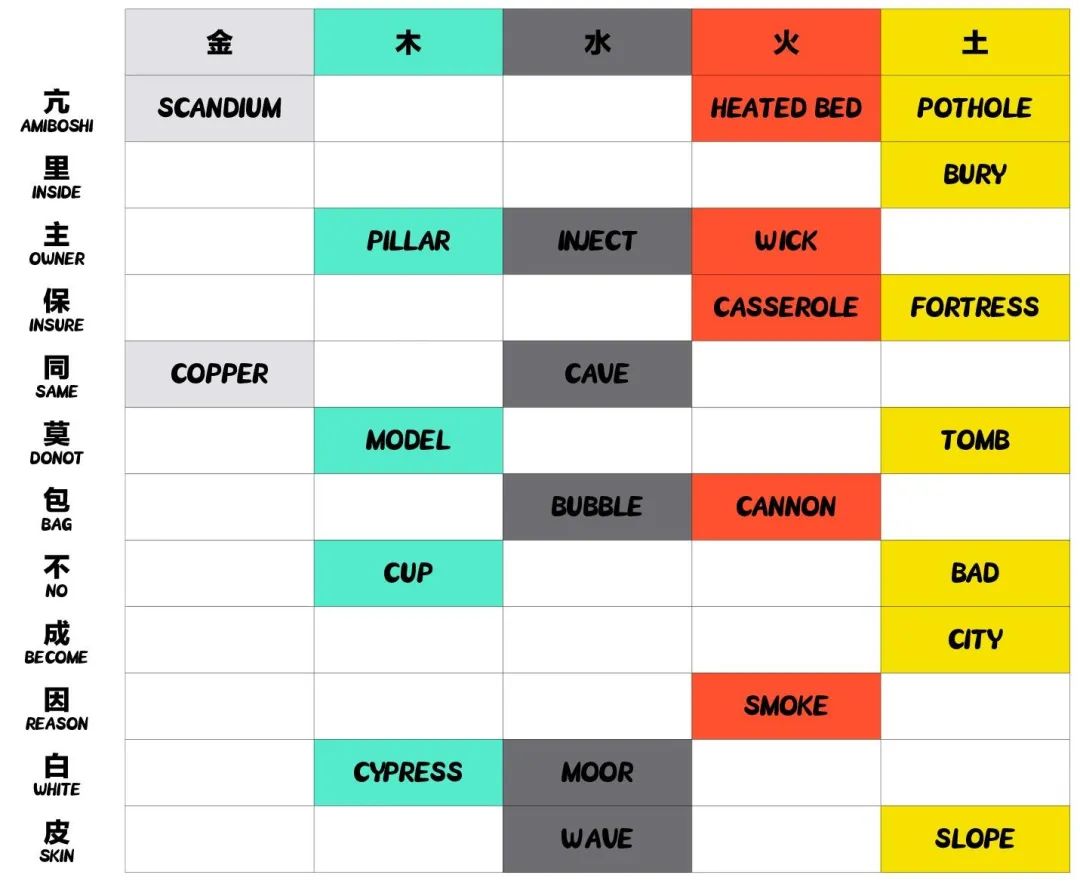 金 木 水 火 土
亢 SCANDIUM HEATED BED POTHOLE
AMIBOSHI
里 BURY
INSIDE
主 PILLAR INJECT WICK
OWNER
保 CASSEROLE FORTRESS
INSURE
同 COPPER CAVE
SAME
莫 MODEL TOMB
DONOT
包 BUBBLE CANNON
BAG
不 CUP BAD
NO
成 CITY
BECOME
因 SMOKE
REASON
白 CYPRESS MOOR
WHITE
皮 WAVE SLOPE
SKIN